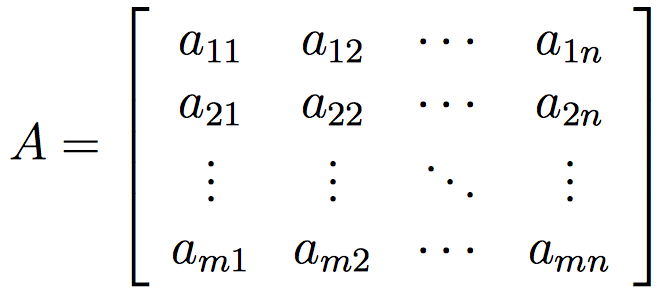 A = [ a₁₁ a₁₂ ⋯ a₁ₙ
a₂₁ a₂₂ ⋯ a₂ₙ
⋮ ⋮ ⋱ ⋮
aₘ₁ aₘ₂ ⋯ aₘₙ ]